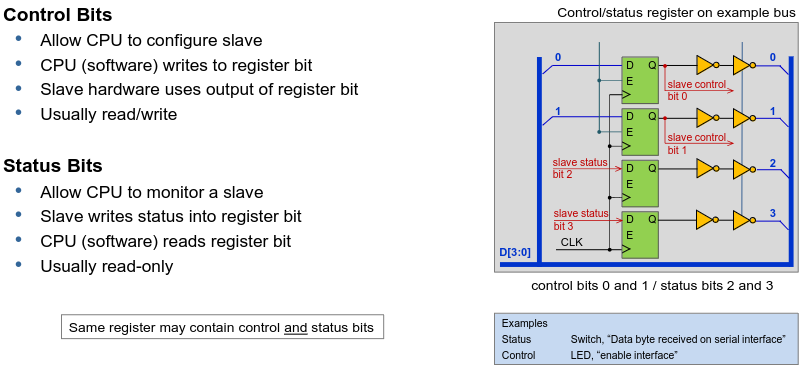 Control Bits
• Allow CPU to configure slave
• CPU (software) writes to register bit
• Slave hardware uses output of register bit
• Usually read/write
Status Bits
• Allow CPU to monitor a slave
• Slave writes status into register bit
• CPU (software) reads register bit
• Usually read-only
Same register may contain control and status bits
Control/status register on example bus
0
D Q
0
E
slave control
bit 0
1
D Q
1
E
slave control
bit 1
slave status
bit 2
D Q
2
E
slave status
bit 3
D Q
3
E
CLK
D[3:0]
control bits 0 and 1 / status bits 2 and 3
Examples
Status Switch, “Data byte received on serial interface”
Control LED, “enable interface”